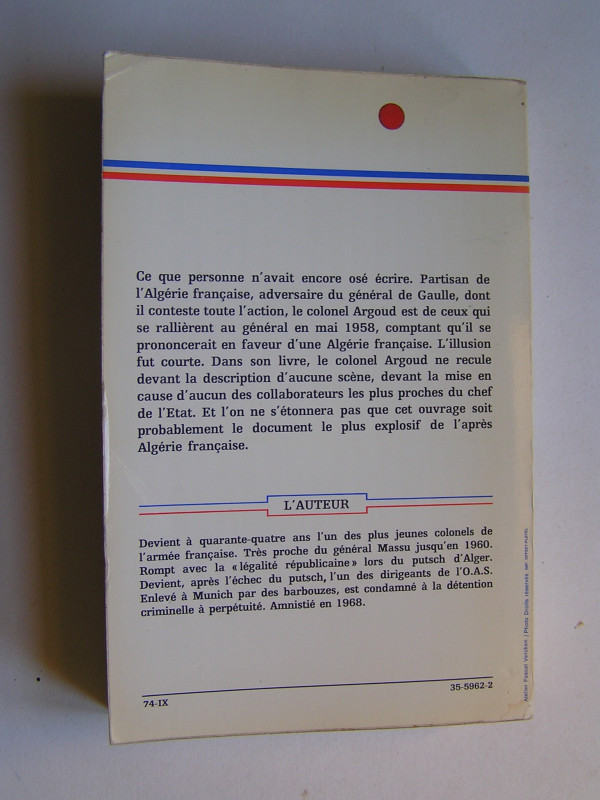 Ce que personne n'avait encore osé écrire. Partisan de
l'Algérie française, adversaire du général de Gaulle, dont
il conteste toute l'action, le colonel Argoud est de ceux qui
se rallièrent au général en mai 1958, comptant qu'il se
prononcerait en faveur d'une Algérie française. L'illusion
fut courte. Dans son livre, le colonel Argoud ne recule
devant la description d'aucune scène, devant la mise en
cause d'aucun des collaborateurs les plus proches du chef
de l'Etat. Et l'on ne s'étonnera pas que cet ouvrage soit
probablement le document le plus explosif de l'après
Algérie française.
L'AUTEUR
Devient à quarante-quatre ans l'un des plus jeunes colonels de
l'armée française. Très proche du général Massu jusqu'en 1960.
Rompt avec la «légalité républicaine» lors du putsch d'Alger.
Devient, après l'échec du putsch, l'un des dirigeants de l'O.A.S.
Enlevé à Munich par des barbouzes, est condamné à la détention
criminelle à perpétuité. Amnistié en 1968.
74-IX
35-5962-2
Atelier Pascal Vercken / Photo Droits réservés